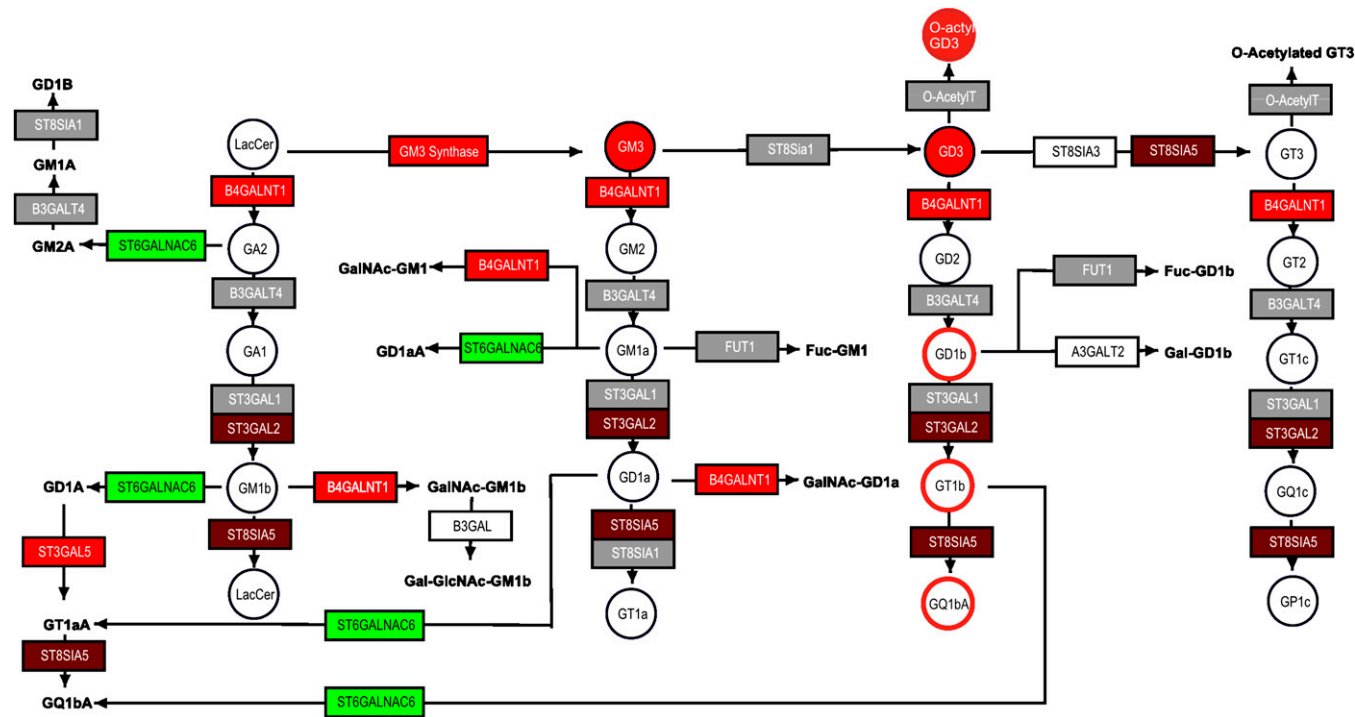 O-actyl
GD3
O-Acetylated GT3
GD1B
O-AcetylT
O-AcetylT
ST8SIA1
LacCer
GM3 Synthase
GM3
ST8Sia1
GD3
ST8SIA3
ST8SIA5
GT3
GM1A
B4GALNT1
B4GALNT1
B4GALNT1
B4GALNT1
B3GALT4
GM2A
ST6GALNAC6
GA2
GM2
GD2
GT2
GalNAc-GM1
B4GALNT1
FUT1
Fuc-GD1b
B3GALT4
B3GALT4
B3GALT4
B3GALT4
GA1
GD1aA
ST6GALNAC6
GM1a
FUT1
Fuc-GM1
GD1b
A3GALT2
Gal-GD1b
GT1c
ST3GAL1
ST3GAL1
ST3GAL1
ST3GAL1
ST3GAL2
ST3GAL2
ST3GAL2
ST3GAL2
GD1A
ST6GALNAC6
GM1b
B4GALNT1
GalNAc-GM1b
GD1a
B4GALNT1
GalNAc-GD1a
GT1b
GQ1c
B3GAL
ST8SIA5
ST8SIA5
ST8SIA5
ST8SIA5
ST3GAL5
ST8SIA1
Gal-GlcNAc-GM1b
LacCer
GT1a
GQ1bA
GP1c
GT1aA
ST6GALNAC6
ST8SIA5
GQ1bA
ST6GALNAC6